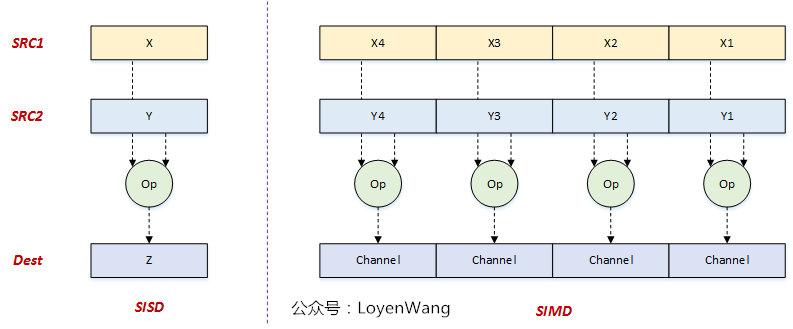 SRC1 X X4 X3 X2 X1
SRC2 Y Y4 Y3 Y2 Y1
Op Op Op Op Op
Dest Z Channel Channel Channel Channel
SISD 公众号：LoyenWang SIMD